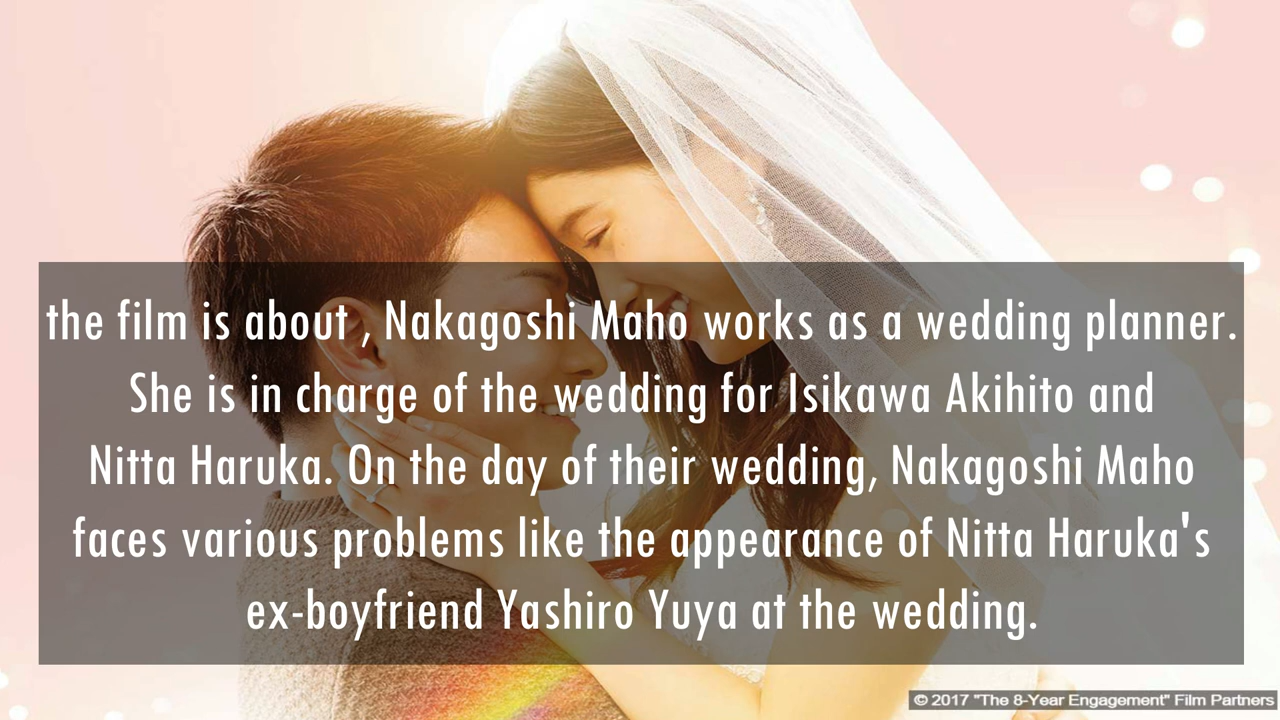 the film is about , Nakagoshi Maho works as a wedding planner.
She is in charge of the wedding for Isikawa Akihito and
Nitta Haruka. On the day of their wedding, Nakagoshi Maho
faces various problems like the appearance of Nitta Haruka's
ex-boyfriend Yashiro Yuya at the wedding.
© 2017 "The 8-Year Engagement" Film Partners